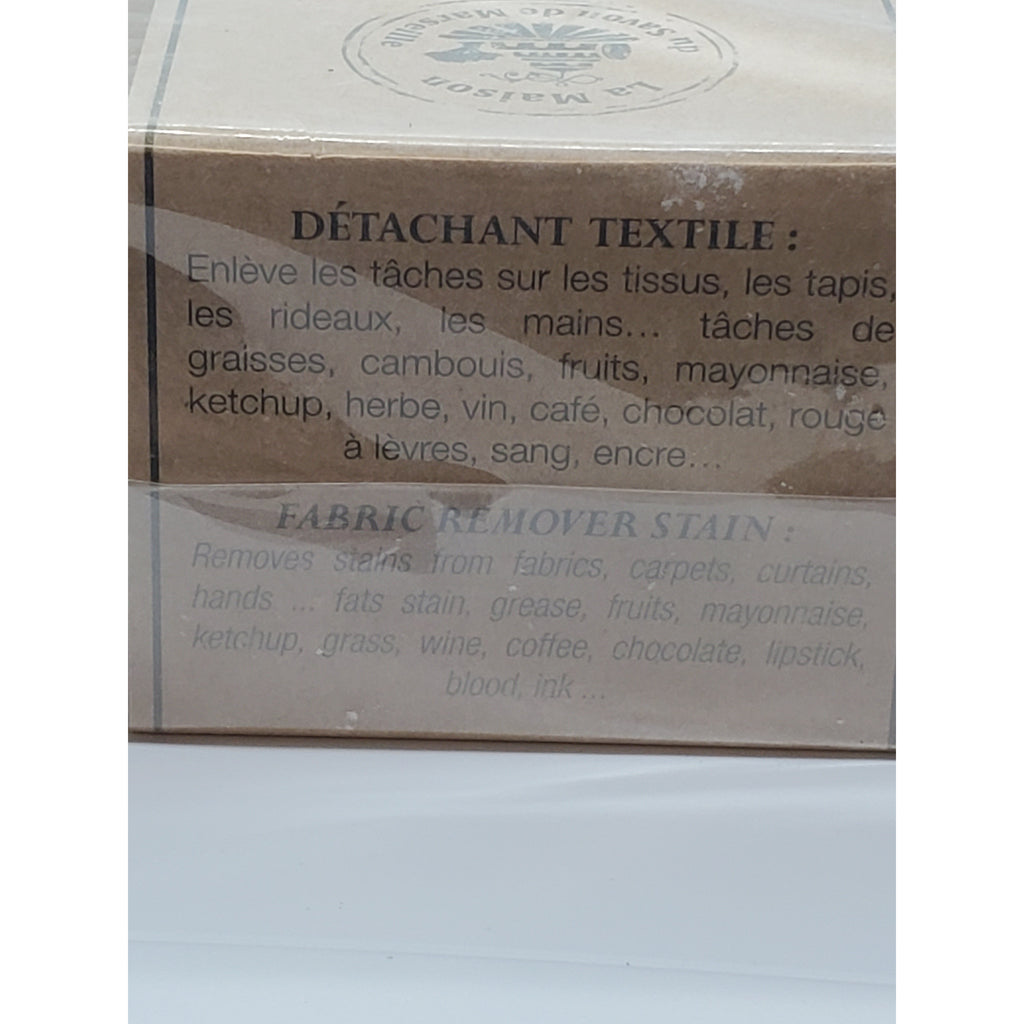 La Maison
du Savon de Marseille
DÉTACHANT TEXTILE :
Enlève les tâches sur les tissus, les tapis,
les rideaux, les mains... tâches de
graisses, cambouis, fruits, mayonnaise,
ketchup, herbe, vin, café, chocolat, rouge
à lèvres, sang, encre...
FABRIC REMOVER STAIN :
Removes stains from fabrics, carpets, curtains,
hands ... fats stain, grease, fruits, mayonnaise,
ketchup, grass, wine, coffee, chocolate, lipstick,
blood, ink ...